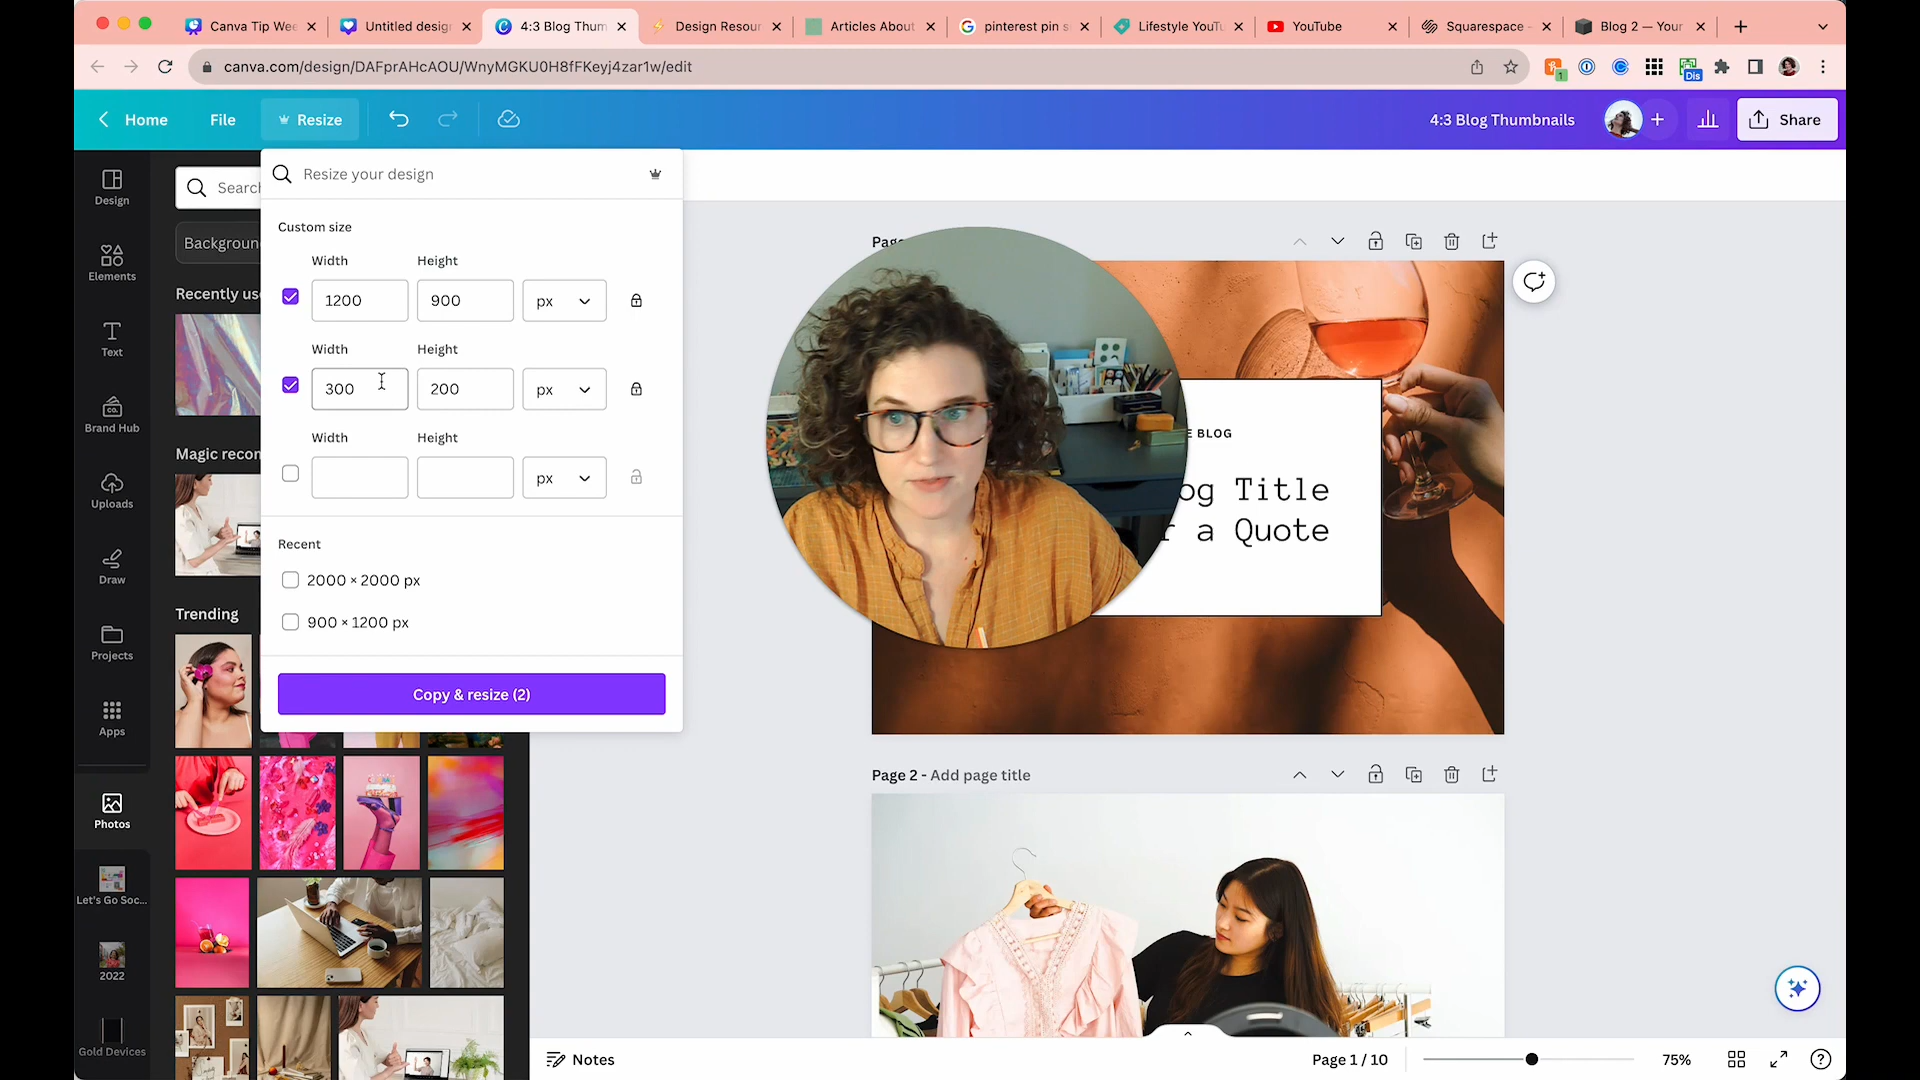 Canva Tip Wee
Untitled desig
4:3 Blog Thum
Design Resour
Articles About
pinterest pin s
Lifestyle YouTu
YouTube
Squarespace -
Blog 2 — Your
canva.com/design/DAFprAHcAOU/WnyMGKU0H8fFKeyj4zar1w/edit
1
Dis
Home
File
Resize
4:3 Blog Thumbnails
Share
Design
Elements
Text
Brand Hub
Uploads
Draw
Projects
Apps
Photos
Let's Go Soc...
2022
Gold Devices
Search
Background
Recently us
Magic recom
Trending
Resize your design
Custom size
Width Height
1200 900 px
Width Height
300 200 px
Width Height
px
Recent
2000 × 2000 px
900 × 1200 px
Copy & resize (2)
Pag
E BLOG
og Title
r a Quote
Page 2 - Add page title
Notes
Page 1 / 10
75%